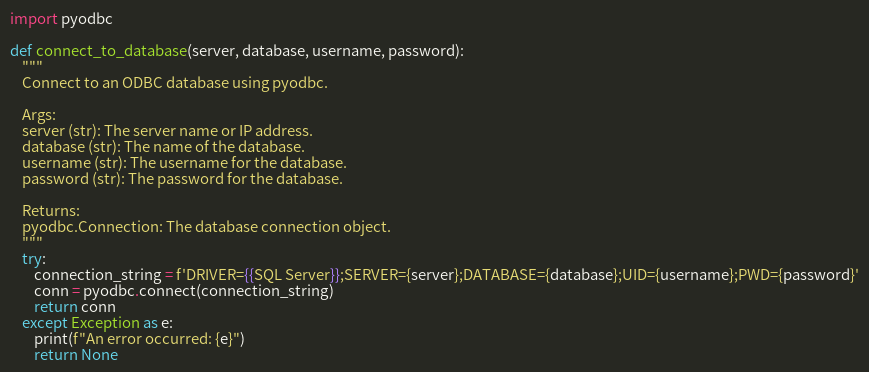 import pyodbc

def connect_to_database(server, database, username, password):
    """
    Connect to an ODBC database using pyodbc.

    Args:
    server (str): The server name or IP address.
    database (str): The name of the database.
    username (str): The username for the database.
    password (str): The password for the database.

    Returns:
    pyodbc.Connection: The database connection object.
    """
    try:
        connection_string = f'DRIVER={{SQL Server}};SERVER={server};DATABASE={database};UID={username};PWD={password}'
        conn = pyodbc.connect(connection_string)
        return conn
    except Exception as e:
        print(f"An error occurred: {e}")
        return None